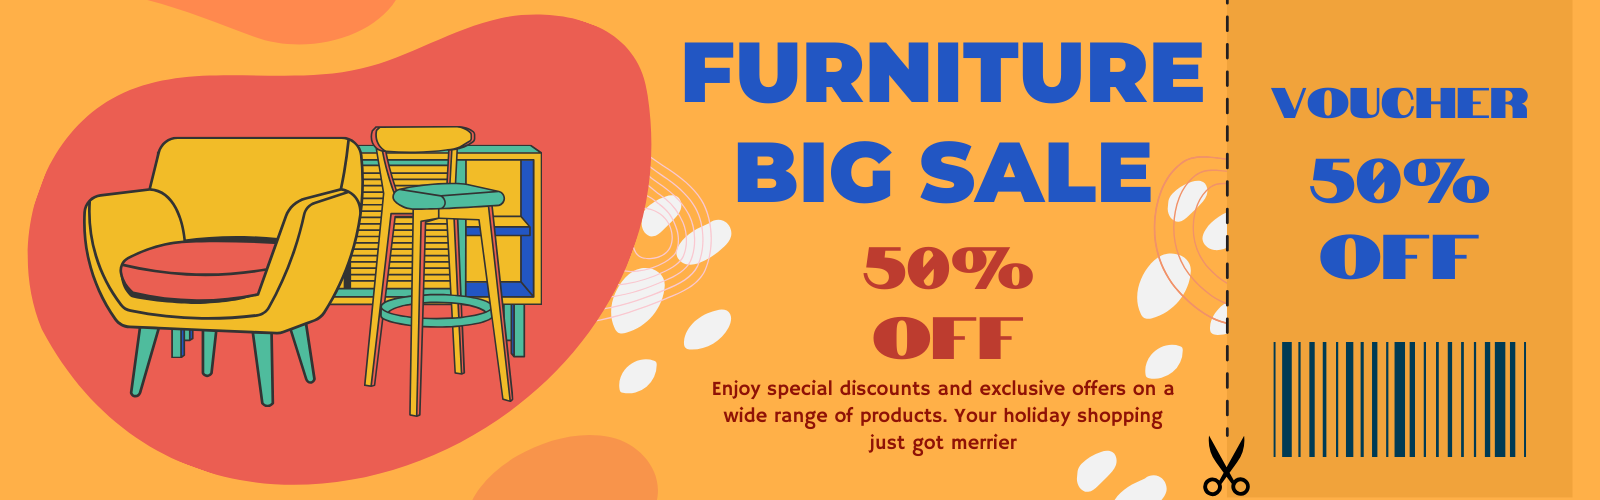 FURNITURE
BIG SALE
50%
OFF
Enjoy special discounts and exclusive offers on a
wide range of products. Your holiday shopping
just got merrier
VOUCHER
50%
OFF